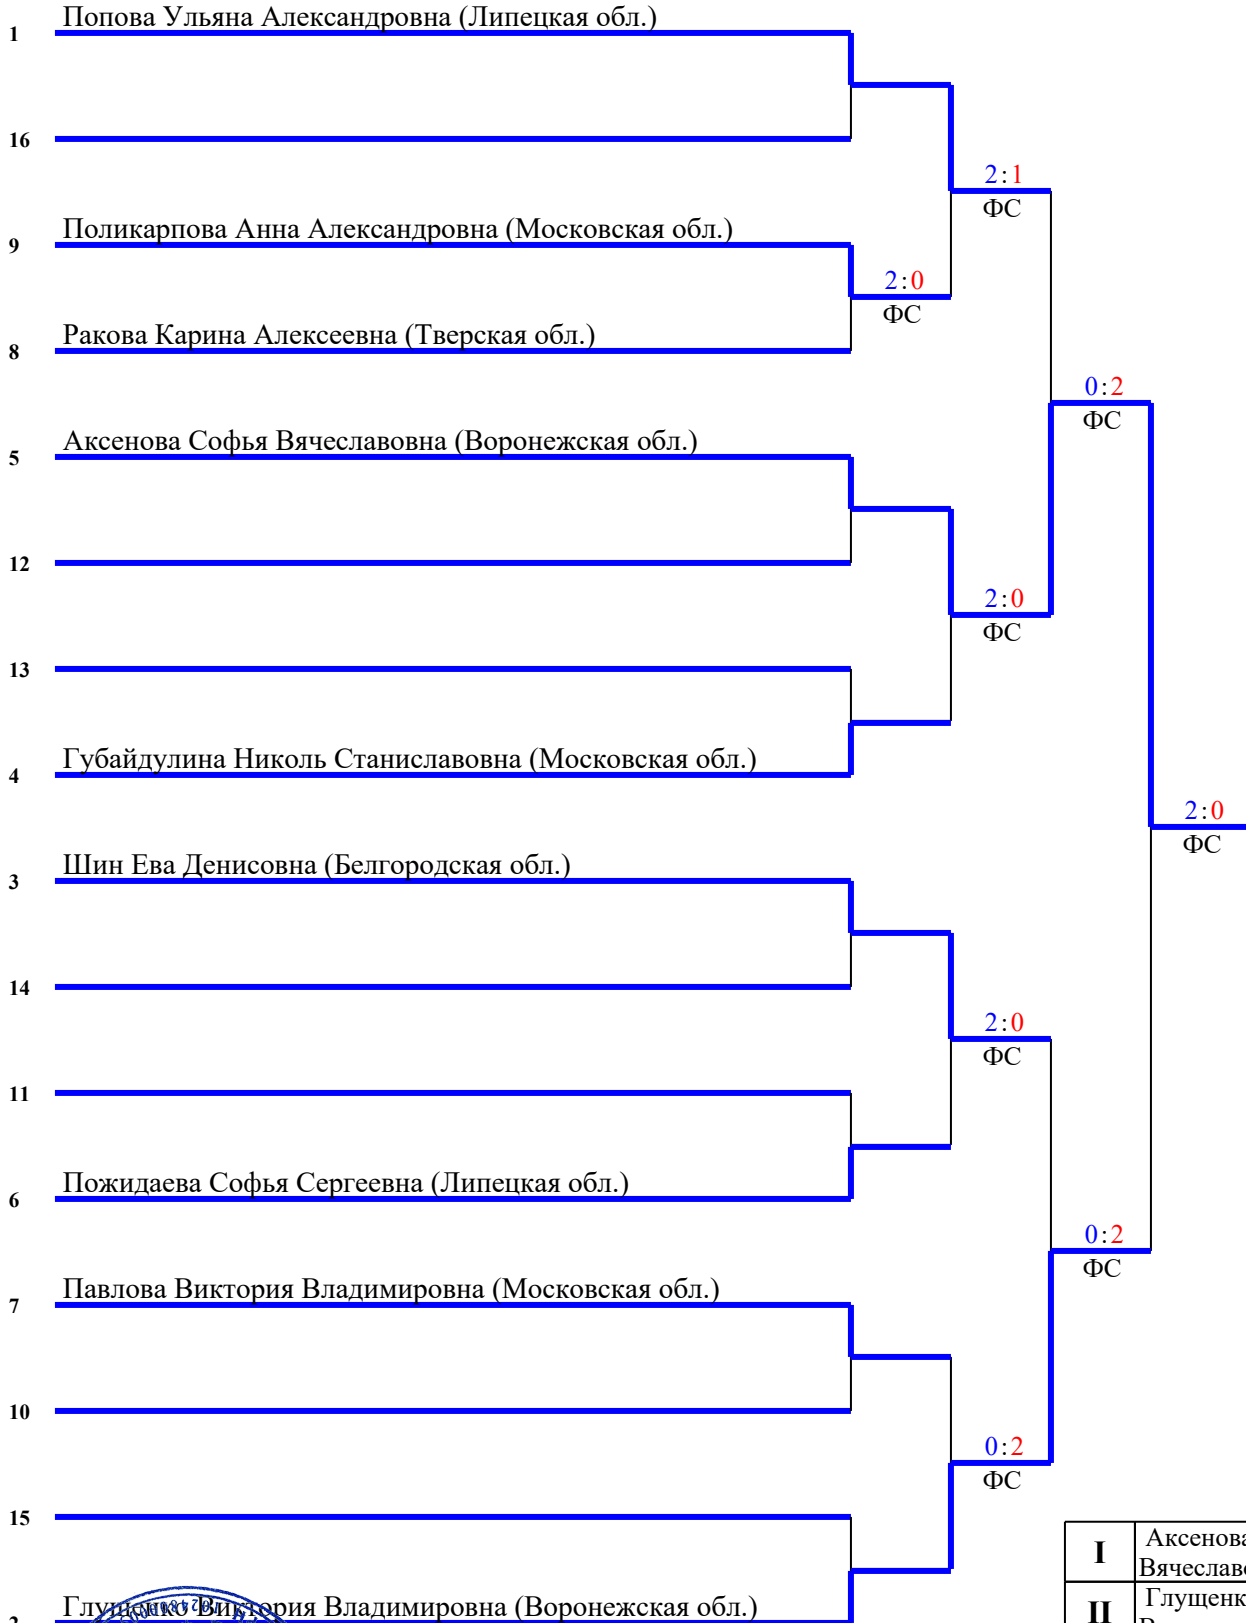 Попова Ульяна Александровна (Липецкая обл.)
1
16
2:1
ФС
Поликарпова Анна Александровна (Московская обл.)
9
2:0
ФС
Ракова Карина Алексеевна (Тверская обл.)
8
0:2
ФС
Аксенова Софья Вячеславовна (Воронежская обл.)
5
12
2:0
ФС
13
Губайдулина Николь Станиславовна (Московская обл.)
4
2:0
ФС
Шин Ева Денисовна (Белгородская обл.)
3
14
2:0
ФС
11
Пожидаева Софья Сергеевна (Липецкая обл.)
6
0:2
ФС
Павлова Виктория Владимировна (Московская обл.)
7
10
0:2
ФС
15
I
Аксенова
Вячеслав
Глущенко Виктория Владимировна (Воронежская обл.)
II
Глущенк